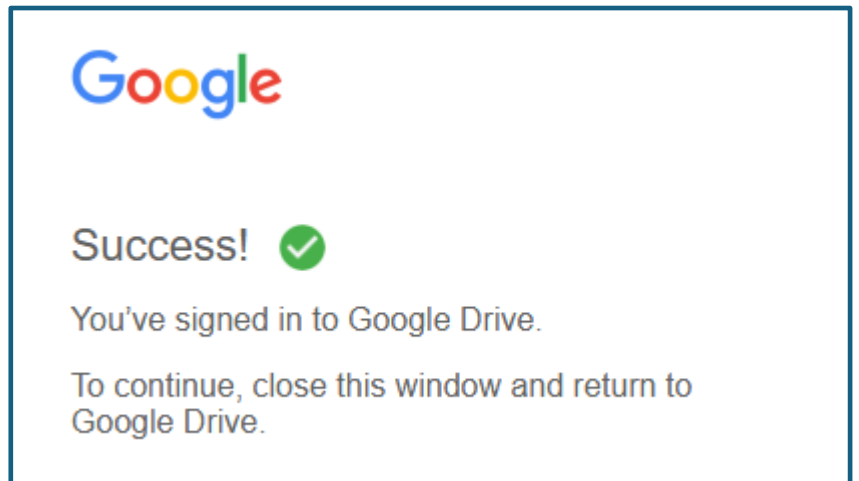 Google
Success!
You've signed in to Google Drive.
To continue, close this window and return to
Google Drive.